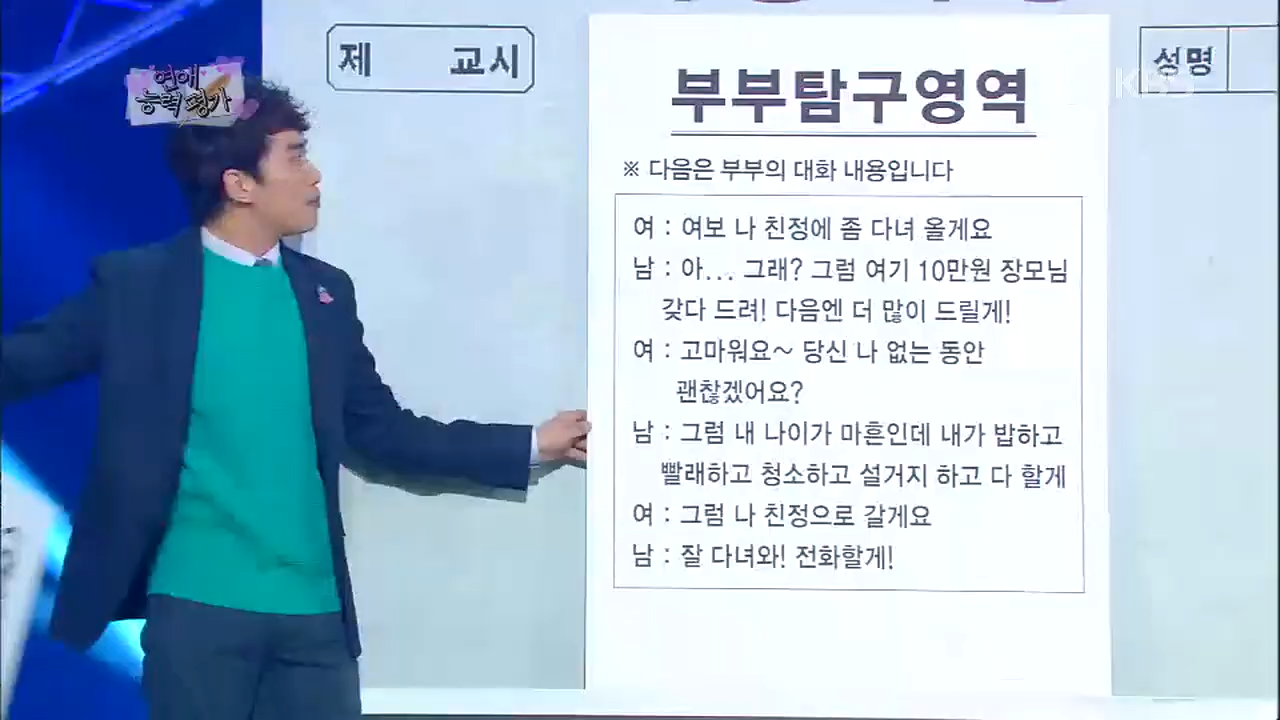 연애
능력 평가
제 교시
성명
KBS
부부탐구영역
※ 다음은 부부의 대화 내용입니다
여 : 여보 나 친정에 좀 다녀 올게요
남 : 아... 그래? 그럼 여기 10만원 장모님
갖다 드려! 다음엔 더 많이 드릴게!
여 : 고마워요~ 당신 나 없는 동안
괜찮겠어요?
남 : 그럼 내 나이가 마흔인데 내가 밥하고
빨래하고 청소하고 설거지 하고 다 할게
여 : 그럼 나 친정으로 갈게요
남 : 잘 다녀와! 전화할게!